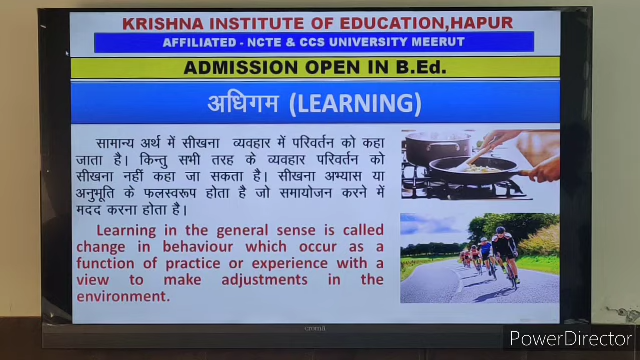 KRISHNA INSTITUTE OF EDUCATION,HAPUR
AFFILIATED - NCTE & CCS UNIVERSITY MEERUT
ADMISSION OPEN IN B.Ed.
अधिगम (LEARNING)
सामान्य अर्थ में सीखना व्यवहार में परिवर्तन को कहा
जाता है। किन्तु सभी तरह के व्यवहार परिवर्तन को
सीखना नहीं कहा जा सकता है। सीखना अभ्यास या
अनुभूति के फलस्वरूप होता है जो समायोजन करने में
मदद करना होता है।
Learning in the general sense is called
change in behaviour which occur as a
function of practice or experience with a
view to make adjustments in the
environment.
croma
PowerDirector